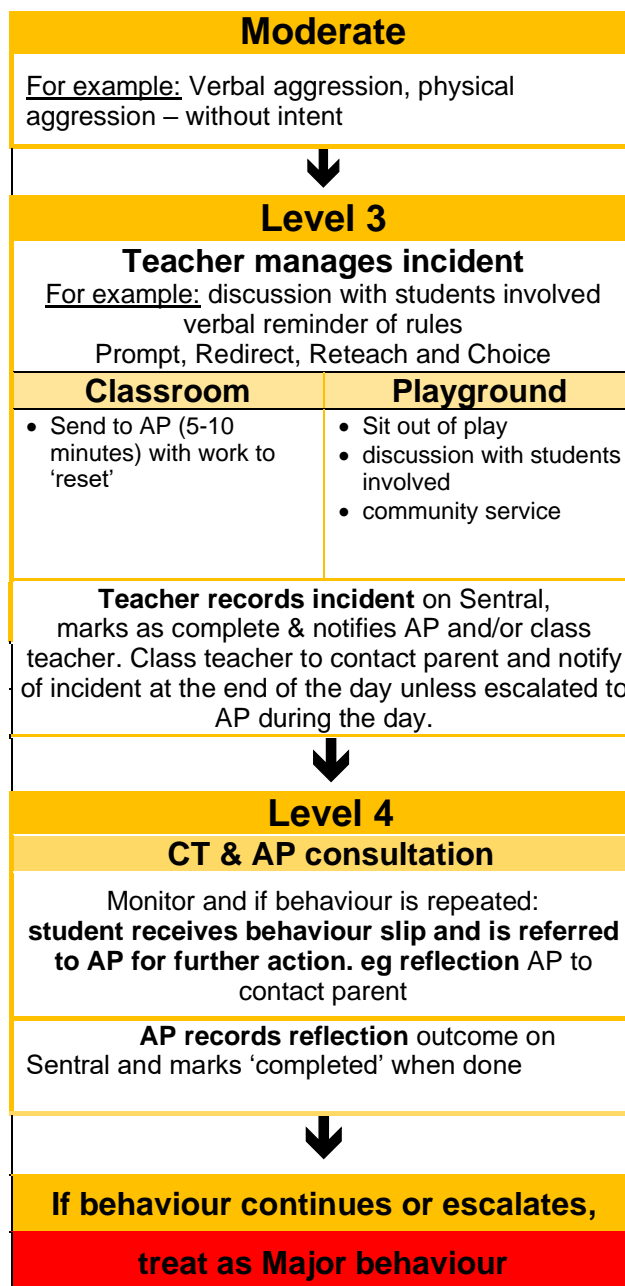 Moderate
For example: Verbal aggression, physical
aggression – without intent
Level 3
Teacher manages incident
For example: discussion with students involved
verbal reminder of rules
Prompt, Redirect, Reteach and Choice
Classroom
• Send to AP (5-10
minutes) with work to
‘reset’
Playground
• Sit out of play
• discussion with students
involved
• community service
Teacher records incident on Sentral,
marks as complete & notifies AP and/or class
teacher. Class teacher to contact parent and notify
of incident at the end of the day unless escalated to
AP during the day.
Level 4
CT & AP consultation
Monitor and if behaviour is repeated:
student receives behaviour slip and is referred
to AP for further action. eg reflection AP to
contact parent
AP records reflection outcome on
Sentral and marks ‘completed’ when done
If behaviour continues or escalates,
treat as Major behaviour